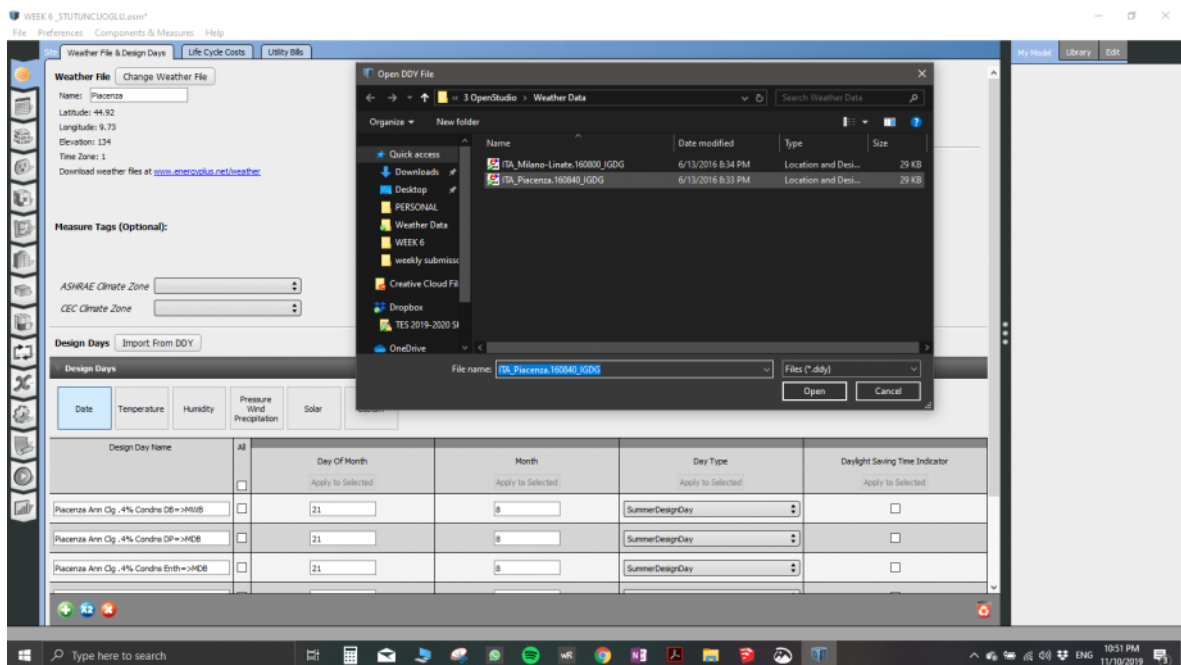 WEEK 6 _STUTUNCUOGLU.osm*
File Preferences Components & Measures Help
Site Weather File & Design Days Life Cycle Costs Utility Bills
My Model Library Edit
Weather File Change Weather File
Name: Piacenza
Latitude: 44.92
Longitude: 9.73
Elevation: 134
Time Zone: 1
Download weather files at www.energyplus.net/weather
Measure Tags (Optional):
ASHRAE Climate Zone
CEC Climate Zone
Design Days Import From DDY
Design Days
Open DDY File
« 3 OpenStudio > Weather Data
Search Weather Data
Organize New folder
Name Date modified Type Size
Quick access
Downloads
Desktop
PERSONAL
Weather Data
WEEK 6
weekly submissc
Creative Cloud Fil
Dropbox
TES 2019-2020 SI
OneDrive
ITA_Milano-Linate.160800_IGDG 6/13/2016 8:34 PM Location and Desi... 29 KB
ITA_Piacenza.160840_IGDG 6/13/2016 8:33 PM Location and Desi... 29 KB
File name: ITA_Piacenza.160840_IGDG Files (*.ddy)
Open Cancel
Date Temperature Humidity Pressure Wind Precipitation Solar
Design Day Name All Day Of Month Month Day Type Daylight Saving Time Indicator
Apply to Selected Apply to Selected Apply to Selected Apply to Selected
Piacenza Ann Clg .4% Condns DB=>MWB 21 8 SummerDesignDay
Piacenza Ann Clg .4% Condns DP=>MDB 21 8 SummerDesignDay
Piacenza Ann Clg .4% Condns Enth=>MDB 21 8 SummerDesignDay
x2
Type here to search
ENG 10:51 PM
11/10/2019